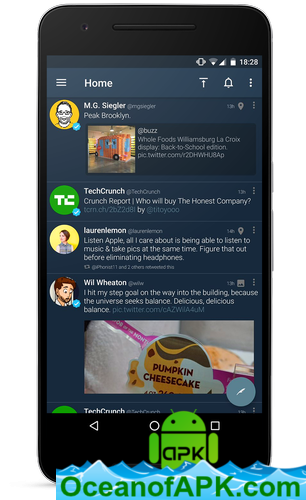 18:28
Home
M.G. Siegler @mgsiegler 13h
Peak Brooklyn.
@buzz
Whole Foods Williamsburg La Croix
display: Back-to-School edition.
pic.twitter.com/r2DHWHU8Ap
TechCrunch @TechCrunch 13h
Crunch Report | Who will buy The Honest Company?
tcrn.ch/2bZ2d8i by @titoyooo
laurenlemon @laurenlemon 14h
Listen Apple, all I care about is being able to listen to
music & take pics at the same time. Figure that out
before eliminating headphones.
@Phorist11 and 2 others retweeted this
Wil Wheaton @wilw 13h
I hit my step goal on the way into the building, because
the universe seeks balance. Delicious, delicious
balance. pic.twitter.com/oAZWilA4uM
PUMPKIN
CHEESECAKE
TechCrunch @TechCrunch
APK
OceanofAPK.com